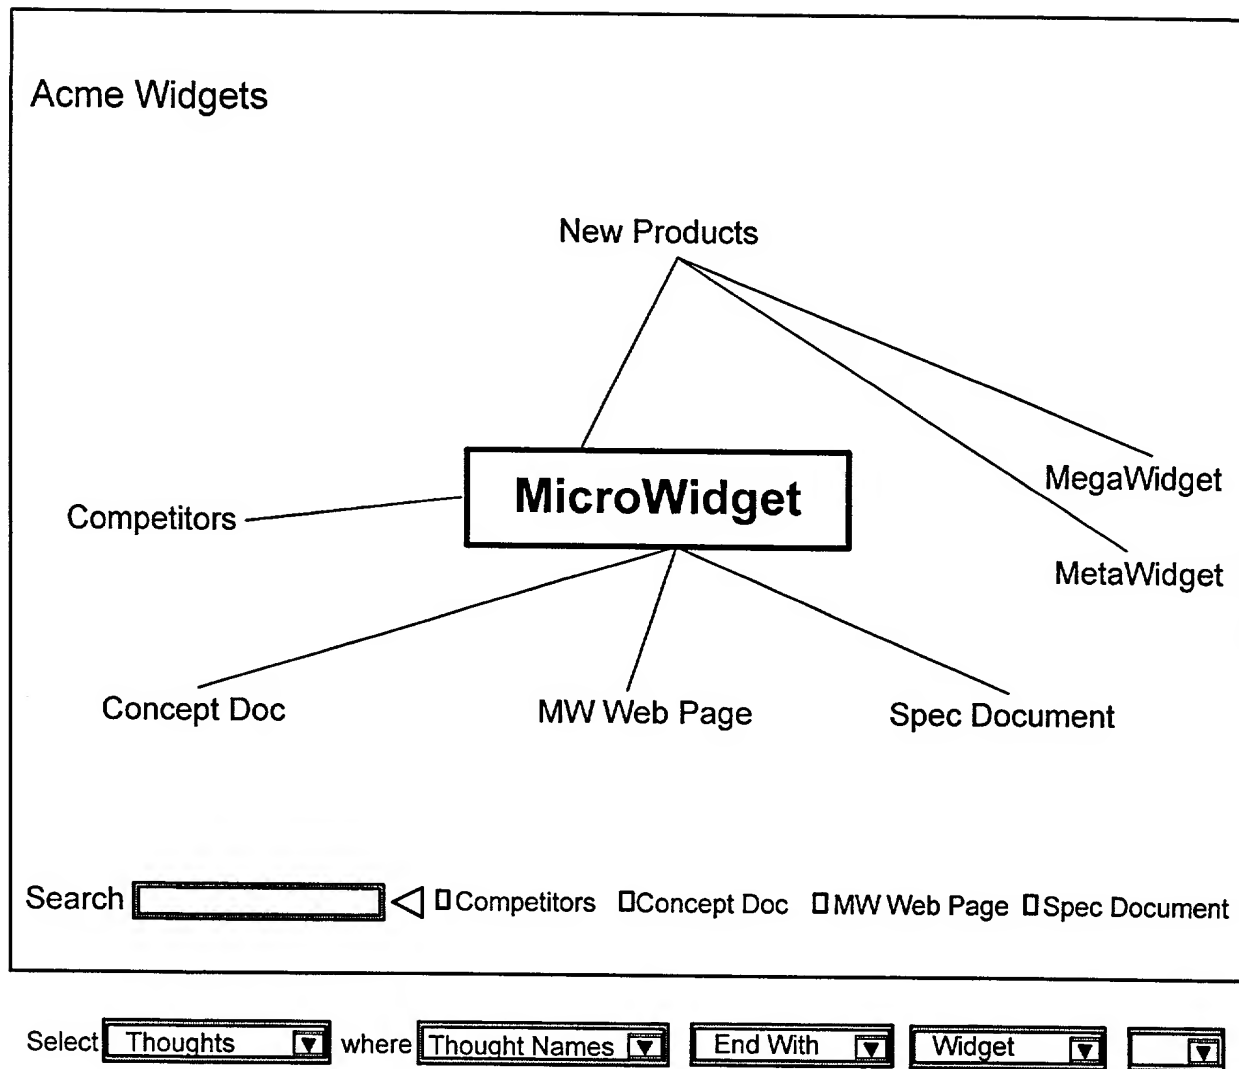 Acme Widgets
New Products
MegaWidget
MicroWidget
Competitors
MetaWidget
Concept Doc
MW Web Page
Spec Document
Search Competitors Concept Doc MW Web Page Spec Document
Select Thoughts where Thought Names End With Widget